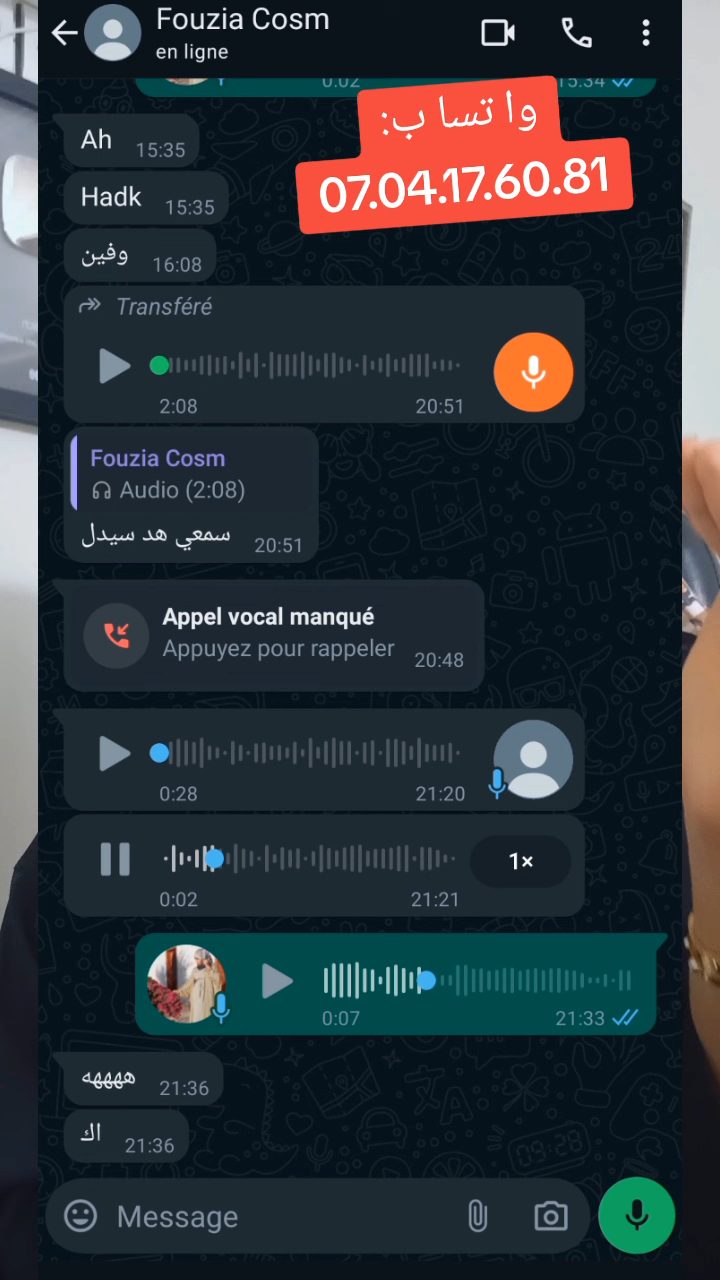 Fouzia Cosm
en ligne
0:02 15:34
وا تسا ب:
07.04.17.60.81
Ah 15:35
Hadk 15:35
وفين 16:08
Transféré
2:08 20:51
Fouzia Cosm
Audio (2:08)
سمعي هد سيدل 20:51
Appel vocal manqué
Appuyez pour rappeler 20:48
0:28 21:20
1×
0:02 21:21
0:07 21:33
ههههه 21:36
اك 21:36
Message